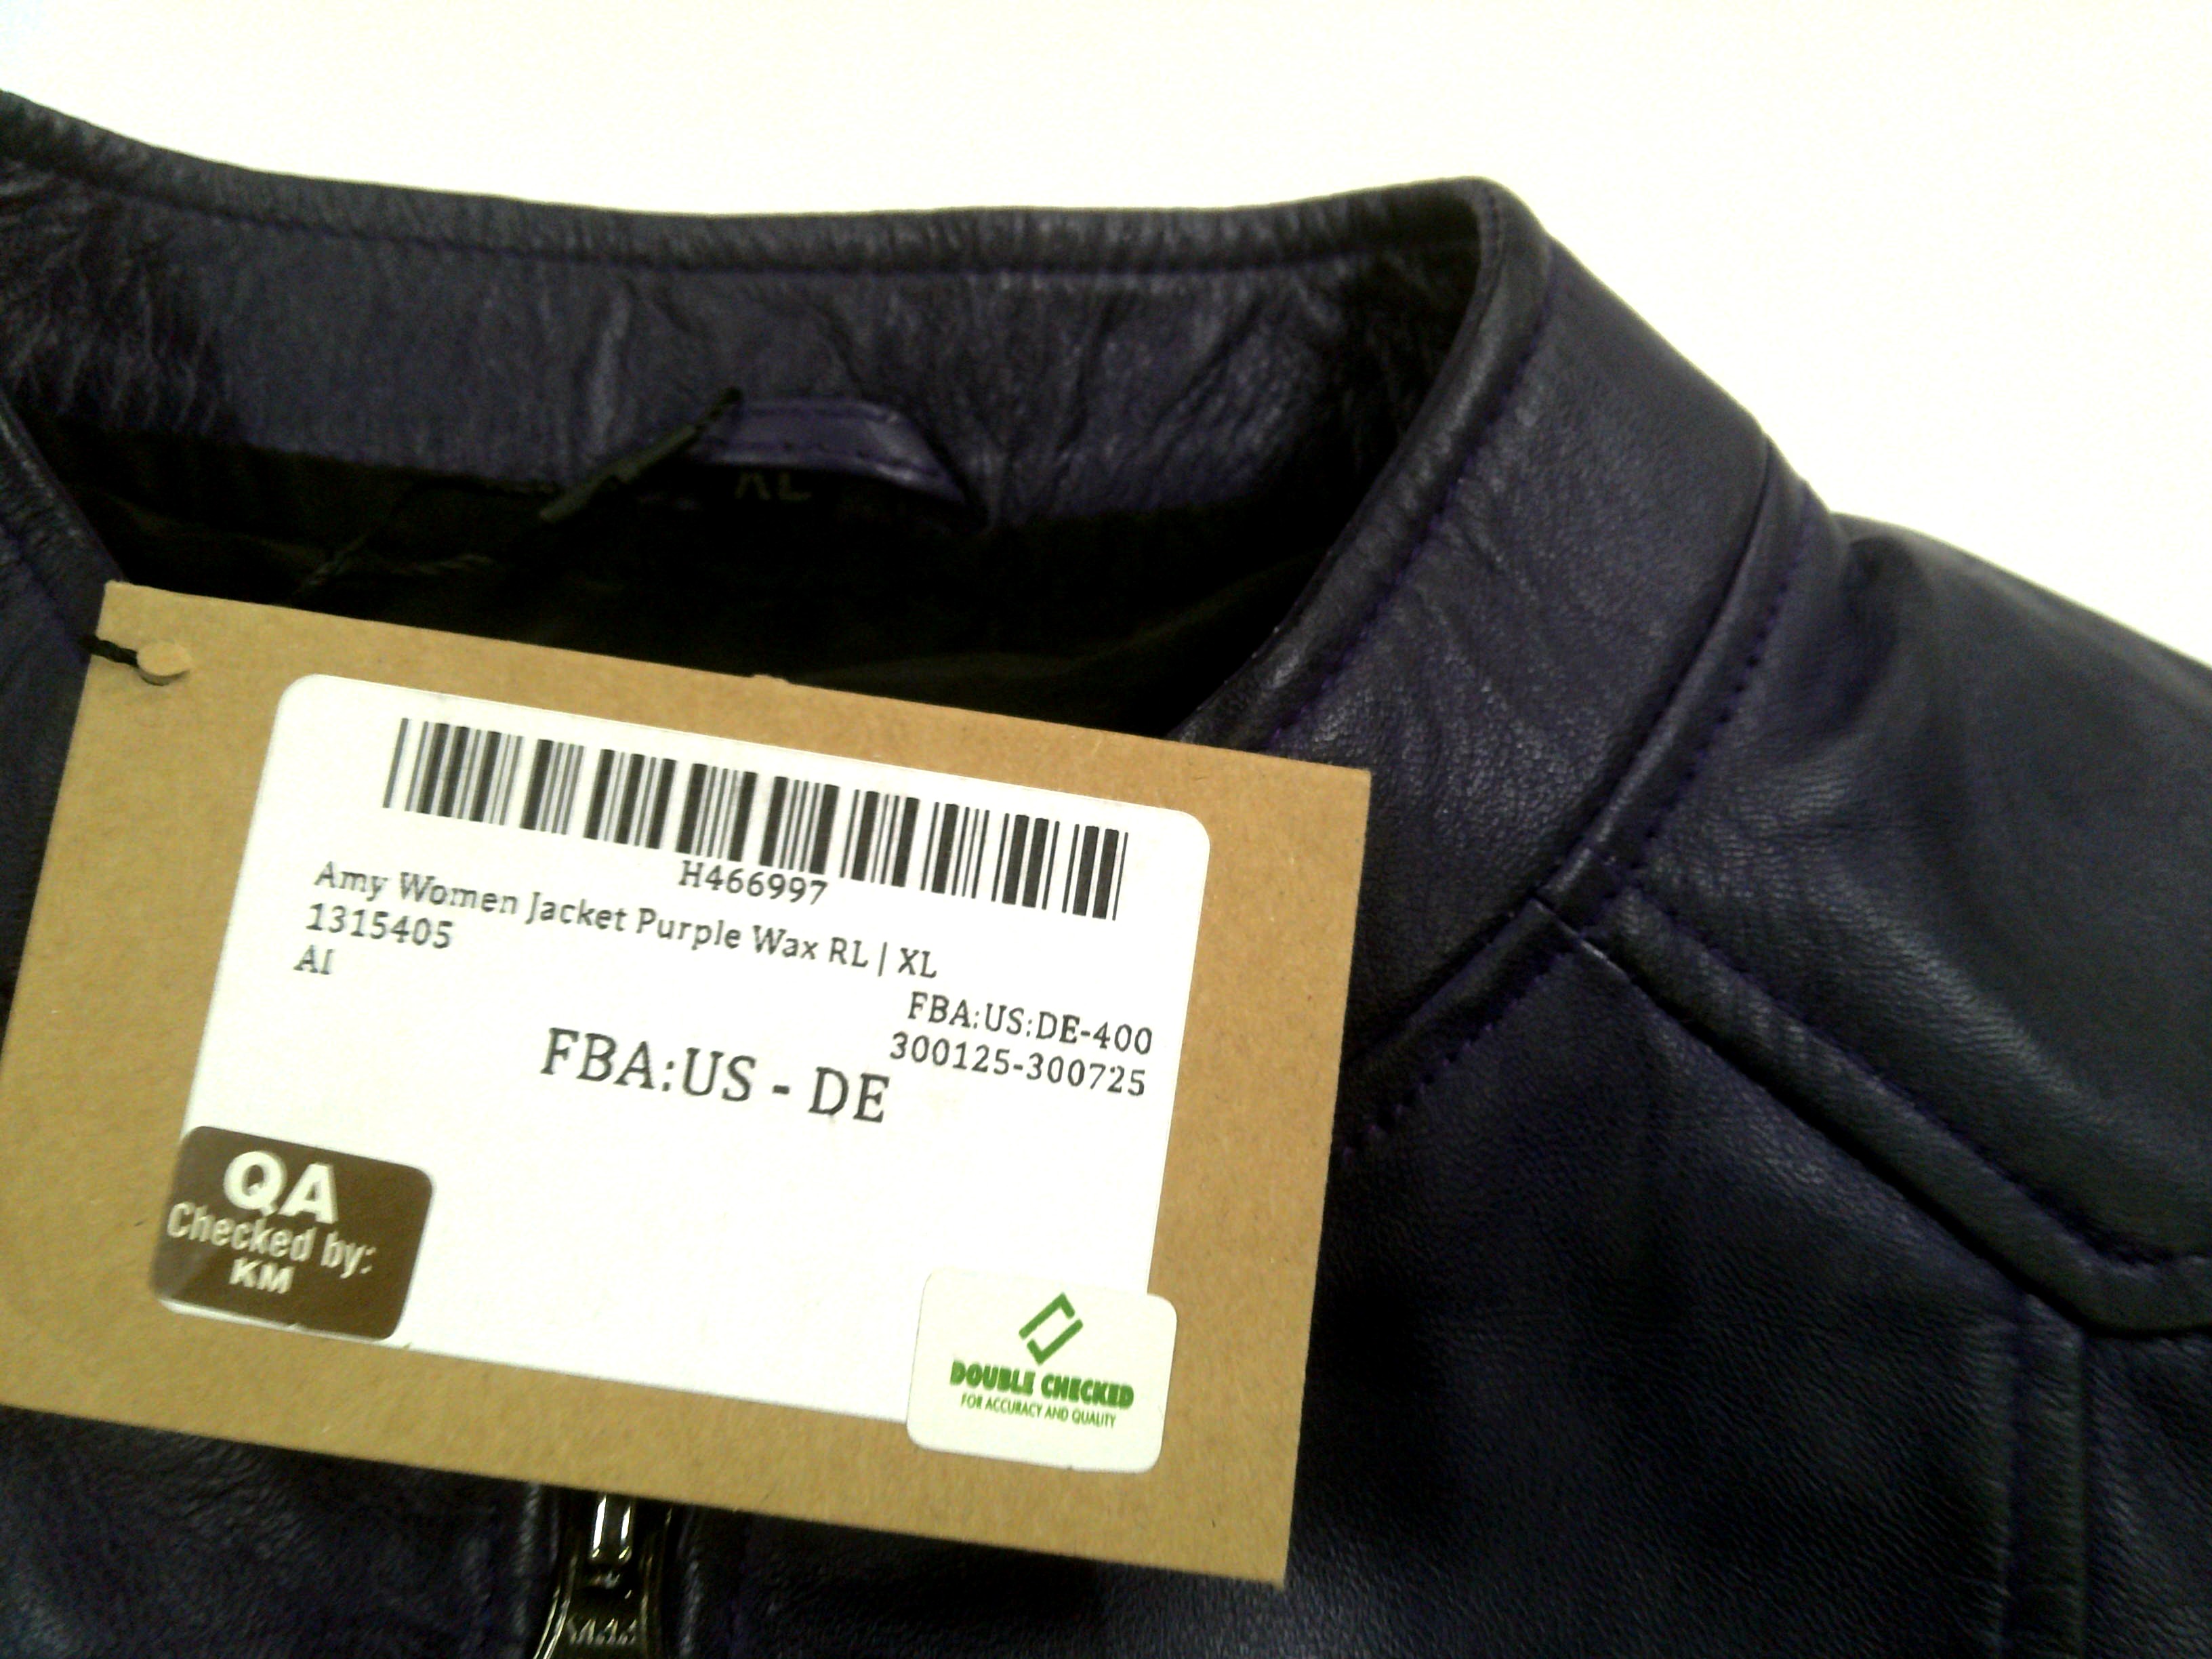 XL
H466997
Amy Women Jacket Purple Wax RL | XL
1315405
AI
FBA:US:DE-400
300125-300725
FBA:US - DE
QA
Checked by:
KM
DOUBLE CHECKED
FOR ACCURACY AND QUALITY